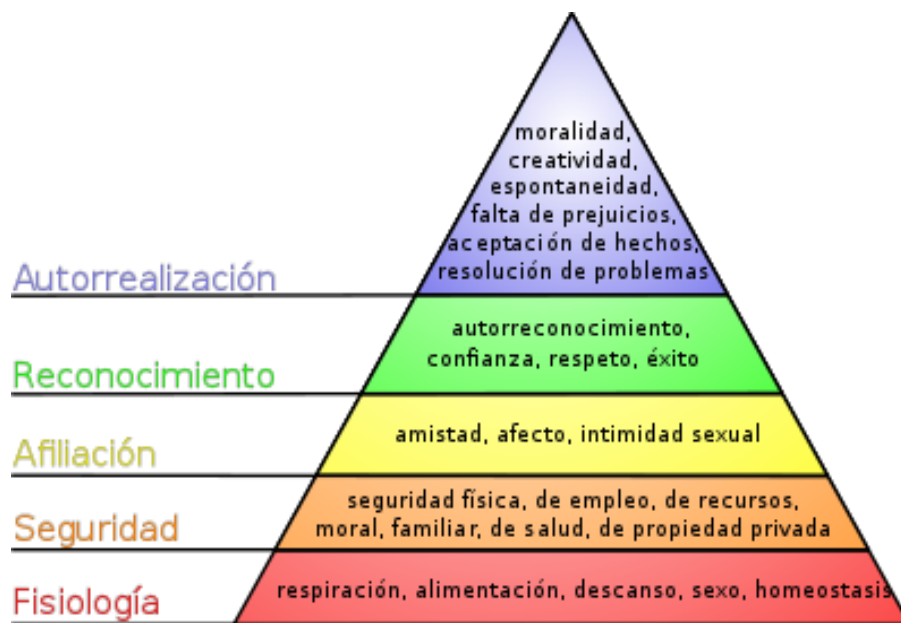 moralidad,
creatividad,
espontaneidad,
falta de prejuicios,
aceptación de hechos,
resolución de problemas
Autorrealización
autorreconocimiento,
confianza, respeto, éxito
Reconocimiento
amistad, afecto, intimidad sexual
Afiliación
seguridad física, de empleo, de recursos,
moral, familiar, de salud, de propiedad privada
Seguridad
respiración, alimentación, descanso, sexo, homeostasis
Fisiología